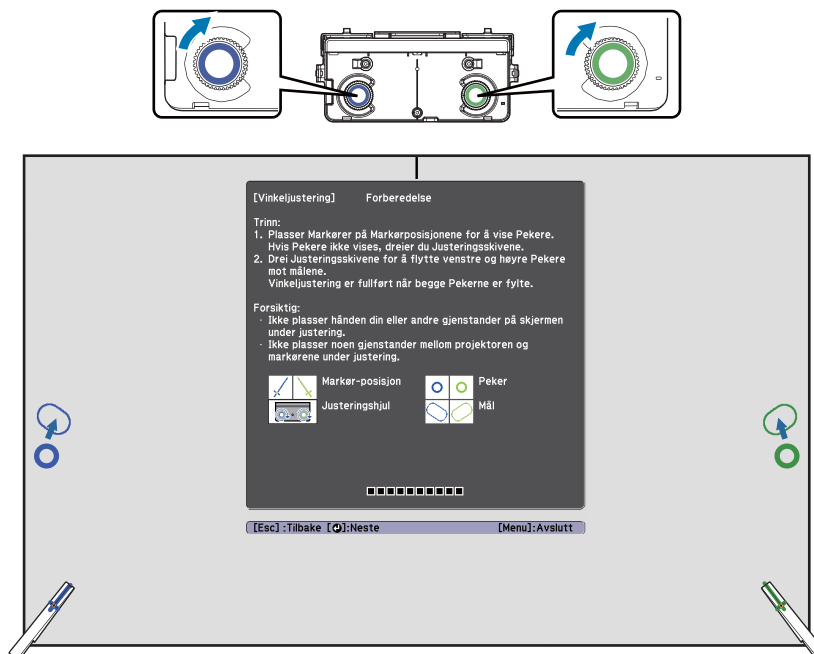 [Vinkeljustering] Forberedelse
Trinn:
1. Plasser Markører på Markørposisjonene for å vise Pekere.
Hvis Pekere ikke vises, dreier du Justeringsskivene.
2. Drei Justeringsskivene for å flytte venstre og høyre Pekere
mot målene.
Vinkeljustering er fullført når begge Pekerne er fylte.
Forsiktig:
· Ikke plasser hånden din eller andre gjenstander på skjermen
under justering.
· Ikke plasser noen gjenstander mellom projektoren og
markørene under justering.
Markør-posisjon Peker
Justeringshjul Mål
[Esc] :Tilbake [⏎]:Neste [Menu]:Avslutt